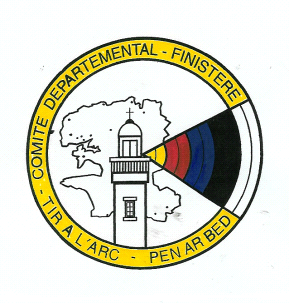 COMITE DEPARTEMENTAL - FINISTERE
- TIR A L'ARC - PEN AR BED